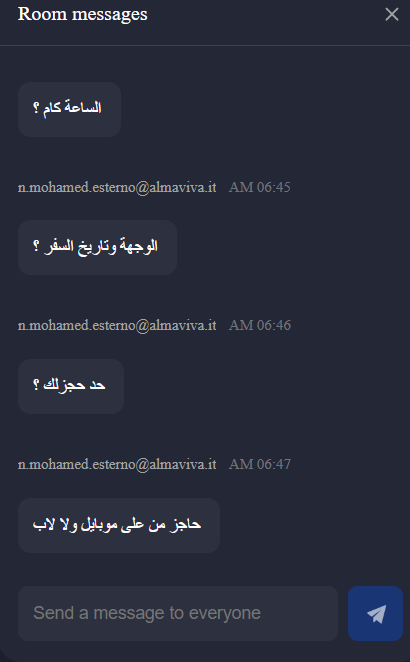 Room messages
الساعة كام ؟
n.mohamed.esterno@almaviva.it AM 06:45
الوجهة وتاريخ السفر ؟
n.mohamed.esterno@almaviva.it AM 06:46
حد حجزلك ؟
n.mohamed.esterno@almaviva.it AM 06:47
حاجز من على موبايل ولا لاب
Send a message to everyone